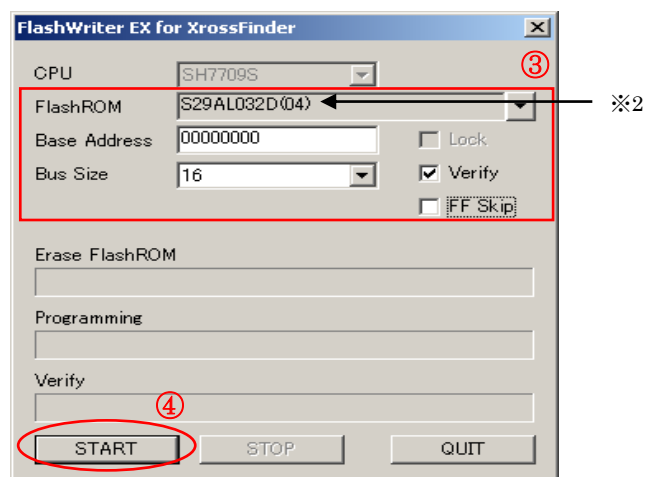 FlashWriter EX for XrossFinder
③
CPU SH7709S
FlashROM S29AL032D(04) ※2
Base Address 00000000 Lock
Bus Size 16 Verify
FF Skip
Erase FlashROM
Programming
Verify
④
START STOP QUIT